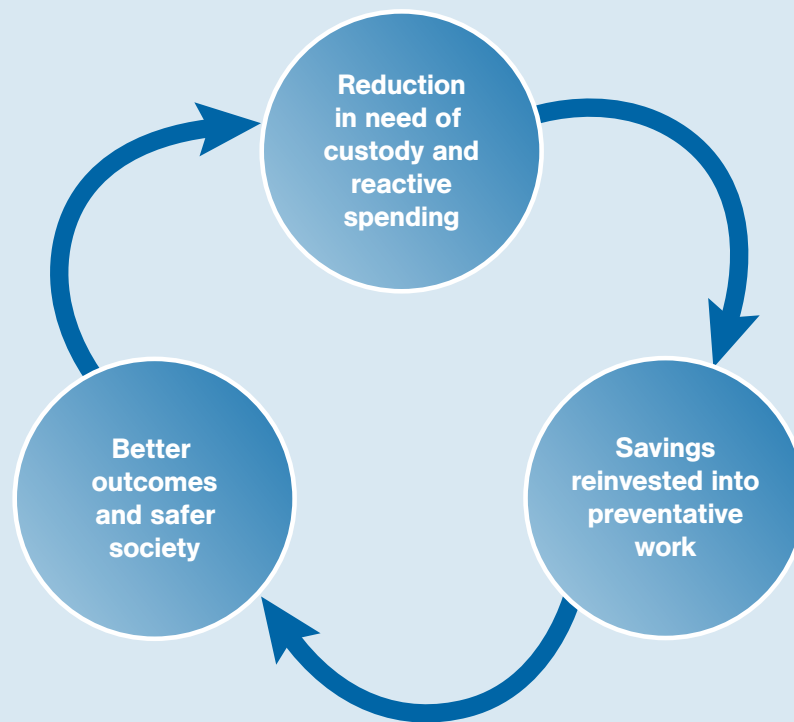 Reduction
in need of
custody and
reactive
spending
Savings
reinvested into
preventative
work
Better
outcomes
and safer
society